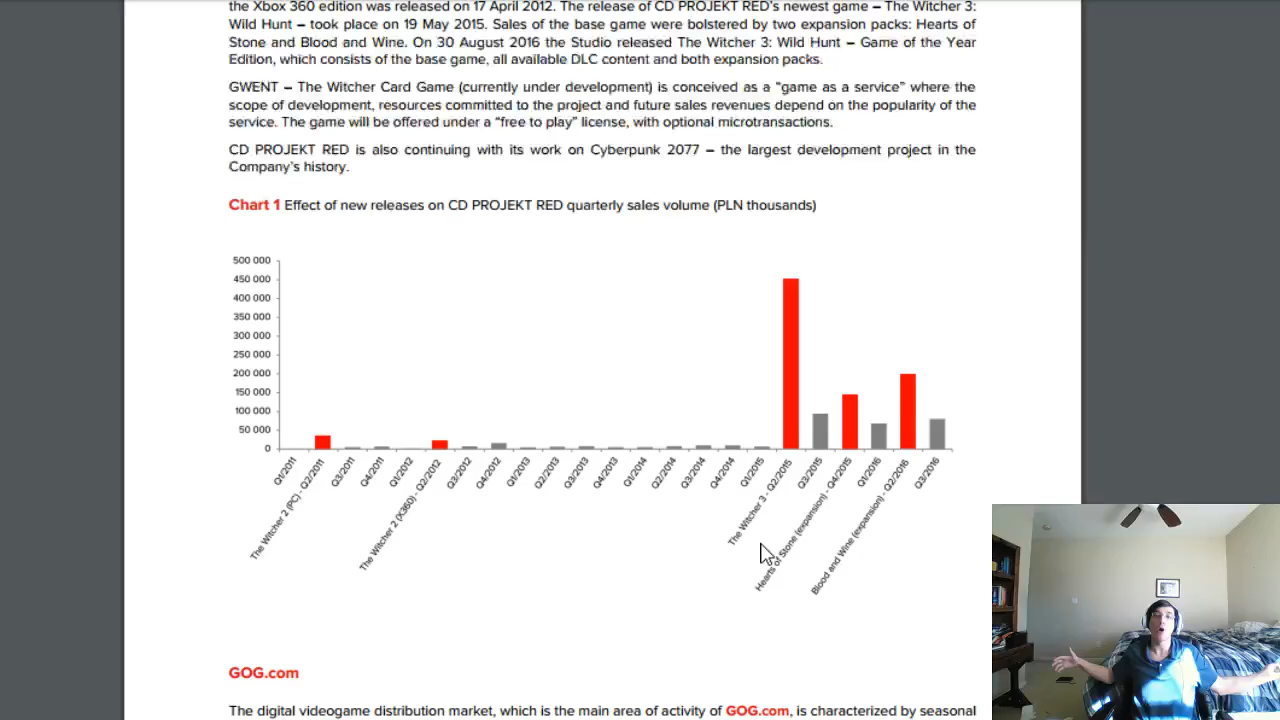 the Xbox 360 edition was released on 17 April 2012. The release of CD PROJEKT RED's newest game – The Witcher 3:
Wild Hunt – took place on 19 May 2015. Sales of the base game were bolstered by two expansion packs: Hearts of
Stone and Blood and Wine. On 30 August 2016 the Studio released The Witcher 3: Wild Hunt – Game of the Year
Edition, which consists of the base game, all available DLC content and both expansion packs.
GWENT – The Witcher Card Game (currently under development) is conceived as a “game as a service” where the
scope of development, resources committed to the project and future sales revenues depend on the popularity of the
service. The game will be offered under a “free to play” license, with optional microtransactions.
CD PROJEKT RED is also continuing with its work on Cyberpunk 2077 – the largest development project in the
Company's history.
Chart 1 Effect of new releases on CD PROJEKT RED quarterly sales volume (PLN thousands)
500 000
450 000
400 000
350 000
300 000
250 000
200 000
150 000
100 000
50 000
0
Q1/2011
The Witcher 2 (PC) - Q2/2011
Q3/2011
Q4/2011
Q1/2012
The Witcher 2 (X360) - Q2/2012
Q3/2012
Q4/2012
Q1/2013
Q2/2013
Q3/2013
Q4/2013
Q1/2014
Q2/2014
Q3/2014
Q4/2014
Q1/2015
The Witcher 3 - Q2/2015
Q3/2015
Hearts of Stone (expansion) - Q4/2015
Q1/2016
Blood and Wine (expansion) - Q2/2016
Q3/2016
GOG.com
The digital videogame distribution market, which is the main area of activity of GOG.com, is characterized by seasonal